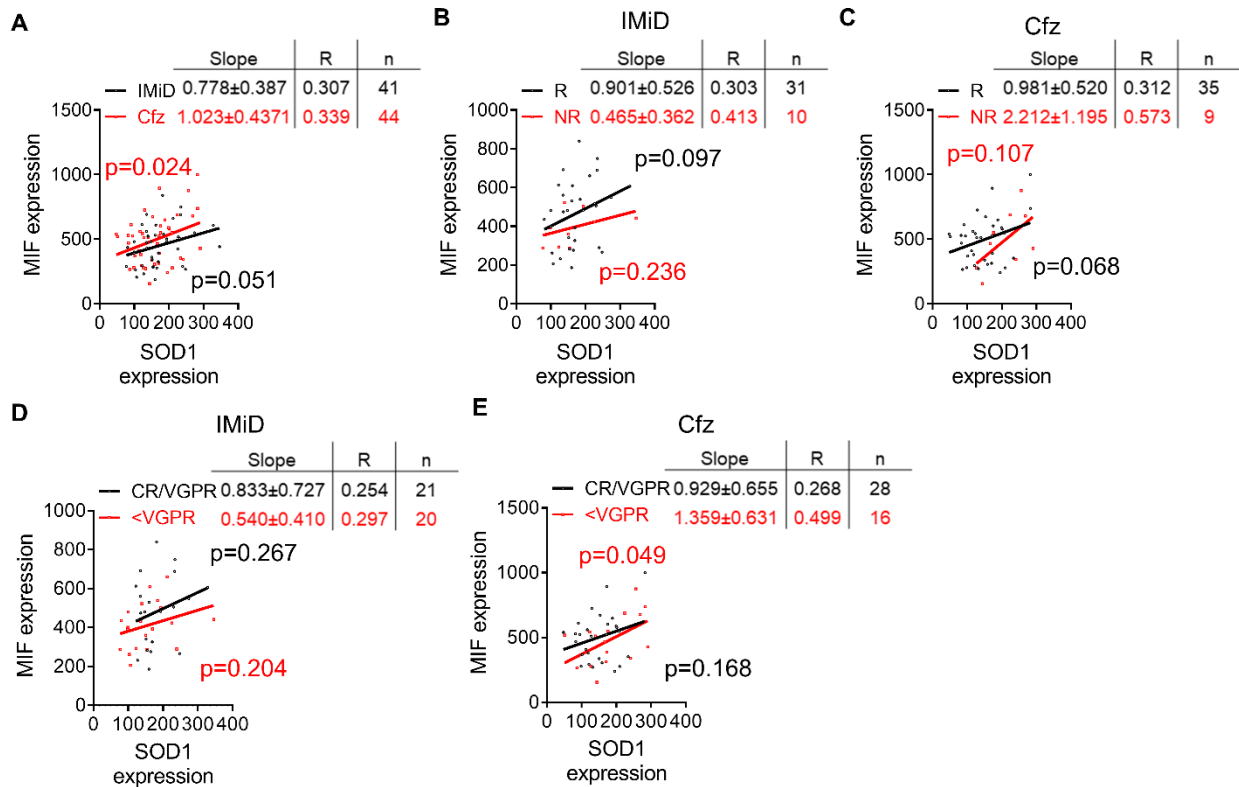 A
Slope R n
IMiD 0.778±0.387 0.307 41
Cfz 1.023±0.4371 0.339 44
1500
1000
500
0
p=0.024
p=0.051
MIF expression
0 100 200 300 400
SOD1
expression
B
IMiD
Slope R n
R 0.901±0.526 0.303 31
NR 0.465±0.362 0.413 10
1000
800
600
400
200
0
p=0.097
p=0.236
MIF expression
0 100 200 300 400
SOD1
expression
C
Cfz
Slope R n
R 0.981±0.520 0.312 35
NR 2.212±1.195 0.573 9
1500
1000
500
0
p=0.107
p=0.068
MIF expression
0 100 200 300 400
SOD1
expression
D
IMiD
Slope R n
CR/VGPR 0.833±0.727 0.254 21
<VGPR 0.540±0.410 0.297 20
1000
800
600
400
200
0
p=0.267
p=0.204
MIF expression
0 100 200 300 400
SOD1
expression
E
Cfz
Slope R n
CR/VGPR 0.929±0.655 0.268 28
<VGPR 1.359±0.631 0.499 16
1500
1000
500
0
p=0.049
p=0.168
MIF expression
0 100 200 300 400
SOD1
expression